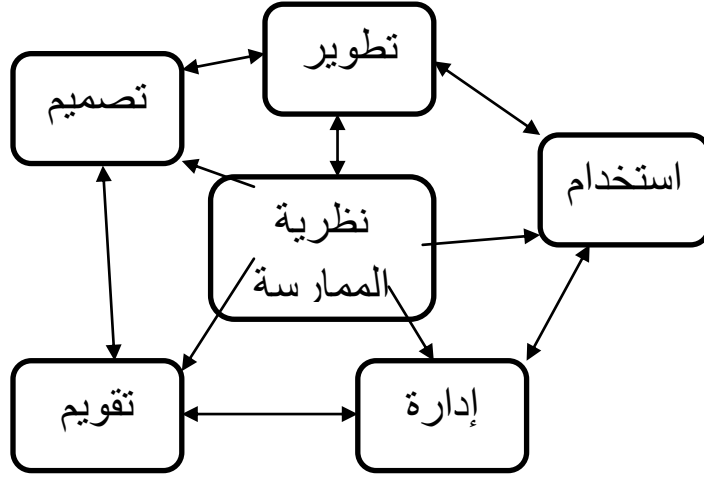 تطوير
تصميم
استخدام
نظرية
الممارسة
تقويم
إدارة